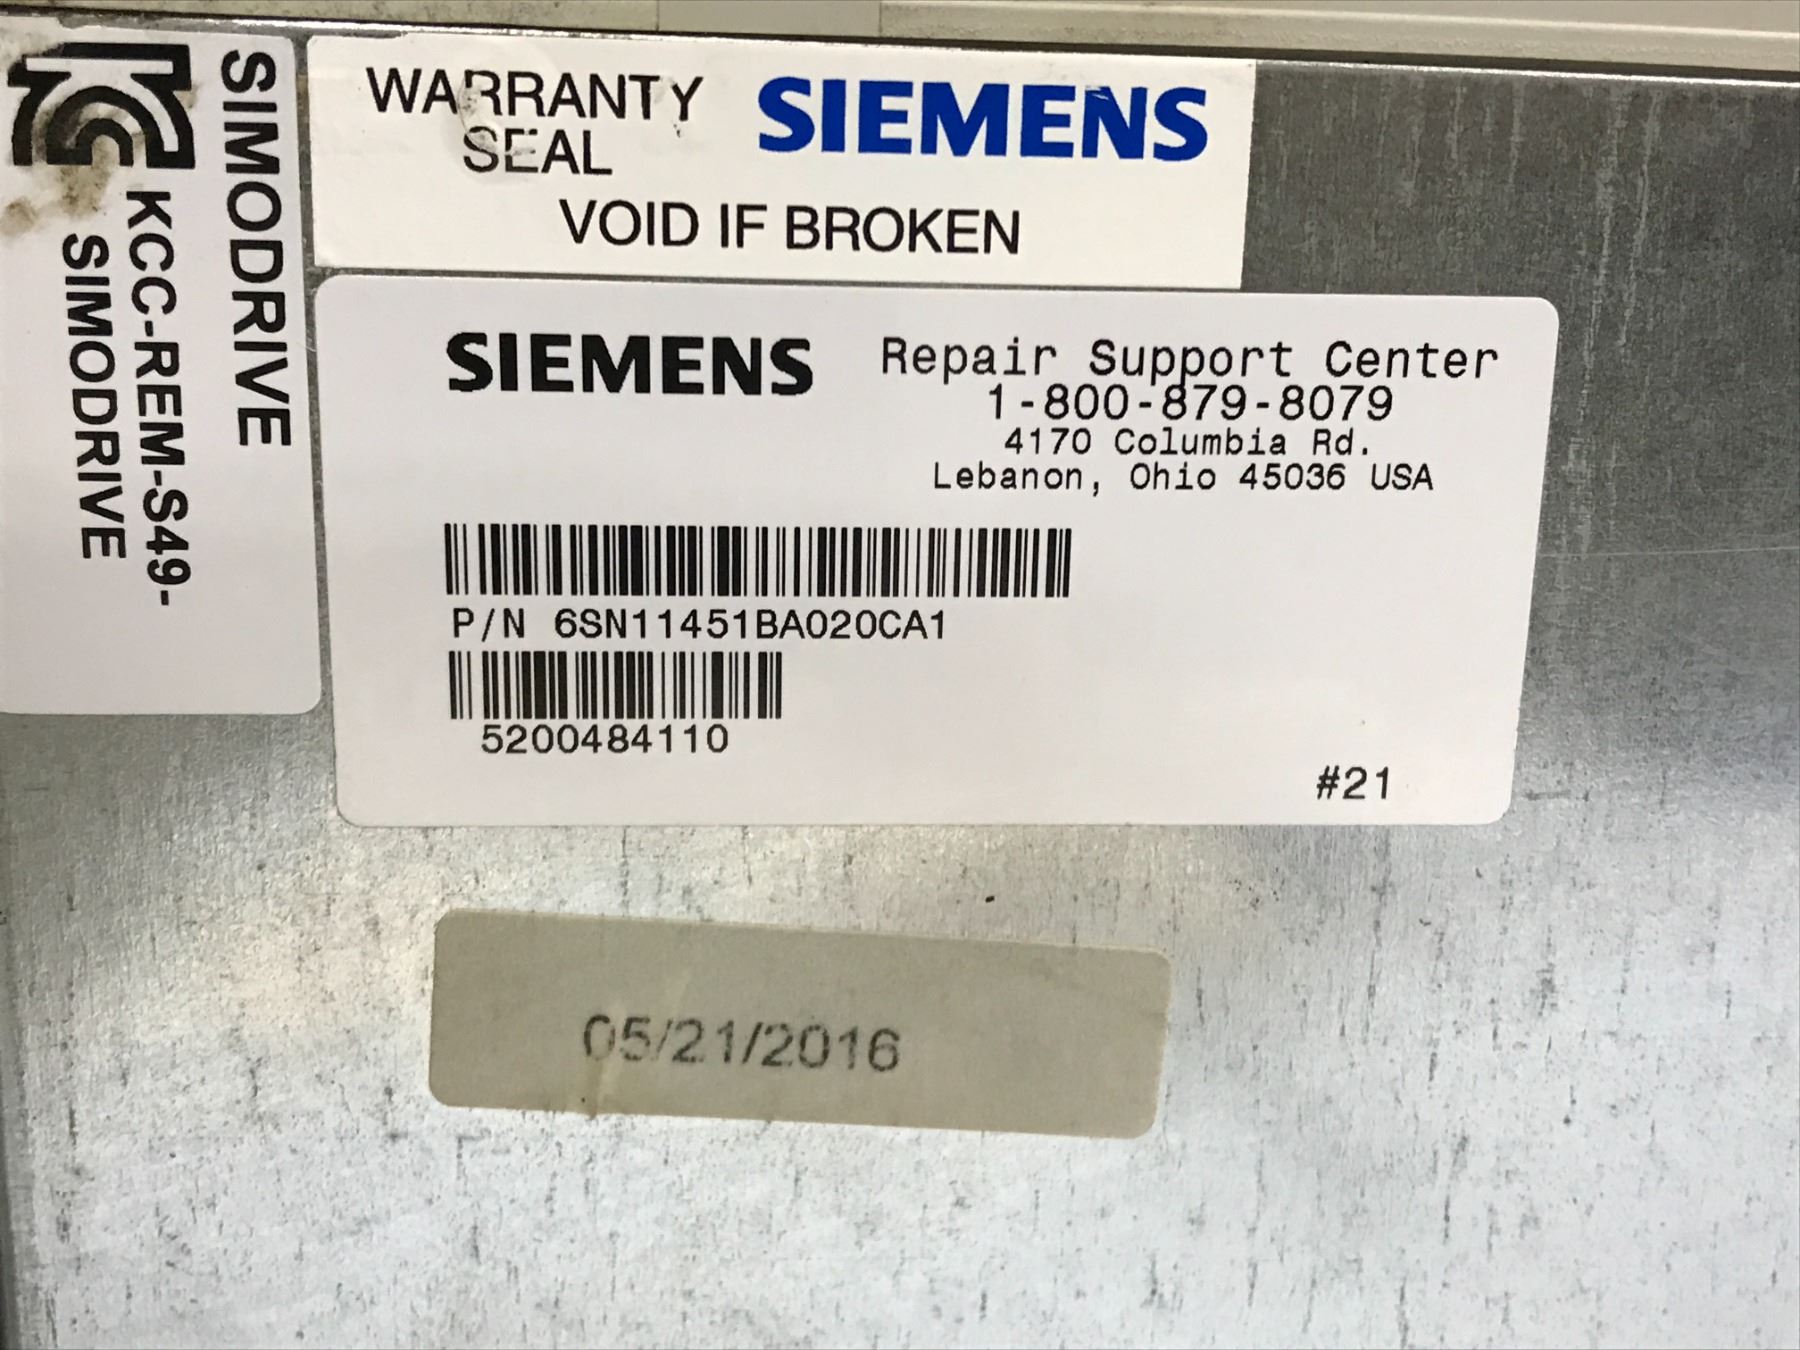 SIMODRIVE
KCC-REM-S49-
SIMODRIVE
WARRANTY SIEMENS
SEAL
VOID IF BROKEN
SIEMENS Repair Support Center
1-800-879-8079
4170 Columbia Rd.
Lebanon, Ohio 45036 USA
P/N 6SN11451BA020CA1
5200484110
#21
05/21/2016